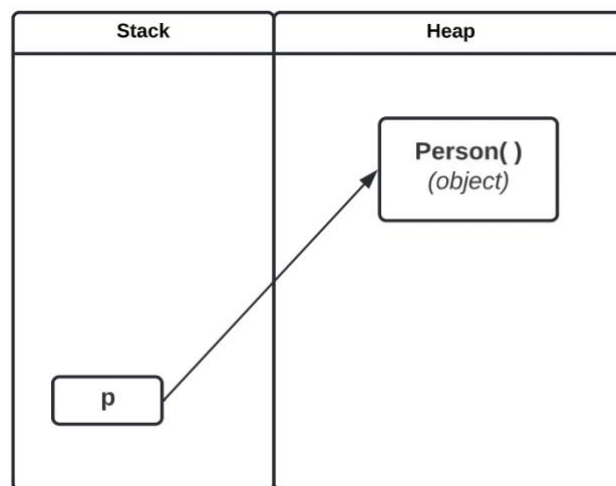 Stack
Heap
Person( )
(object)
p